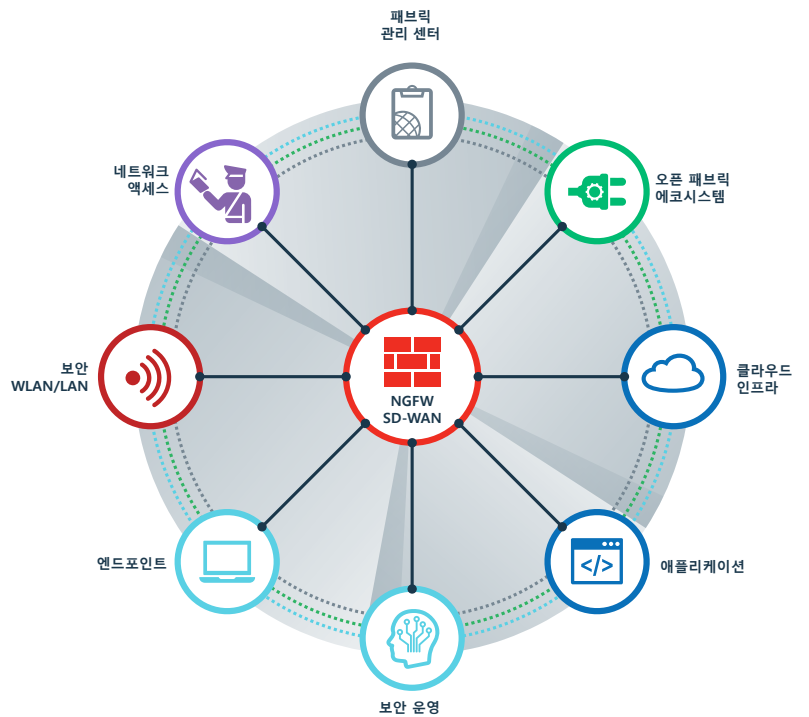 패브릭
관리 센터
네트워크
액세스
오픈 패브릭
에코시스템
보안
WLAN/LAN
NGFW
SD-WAN
클라우드
인프라
엔드포인트
</>
애플리케이션
보안 운영